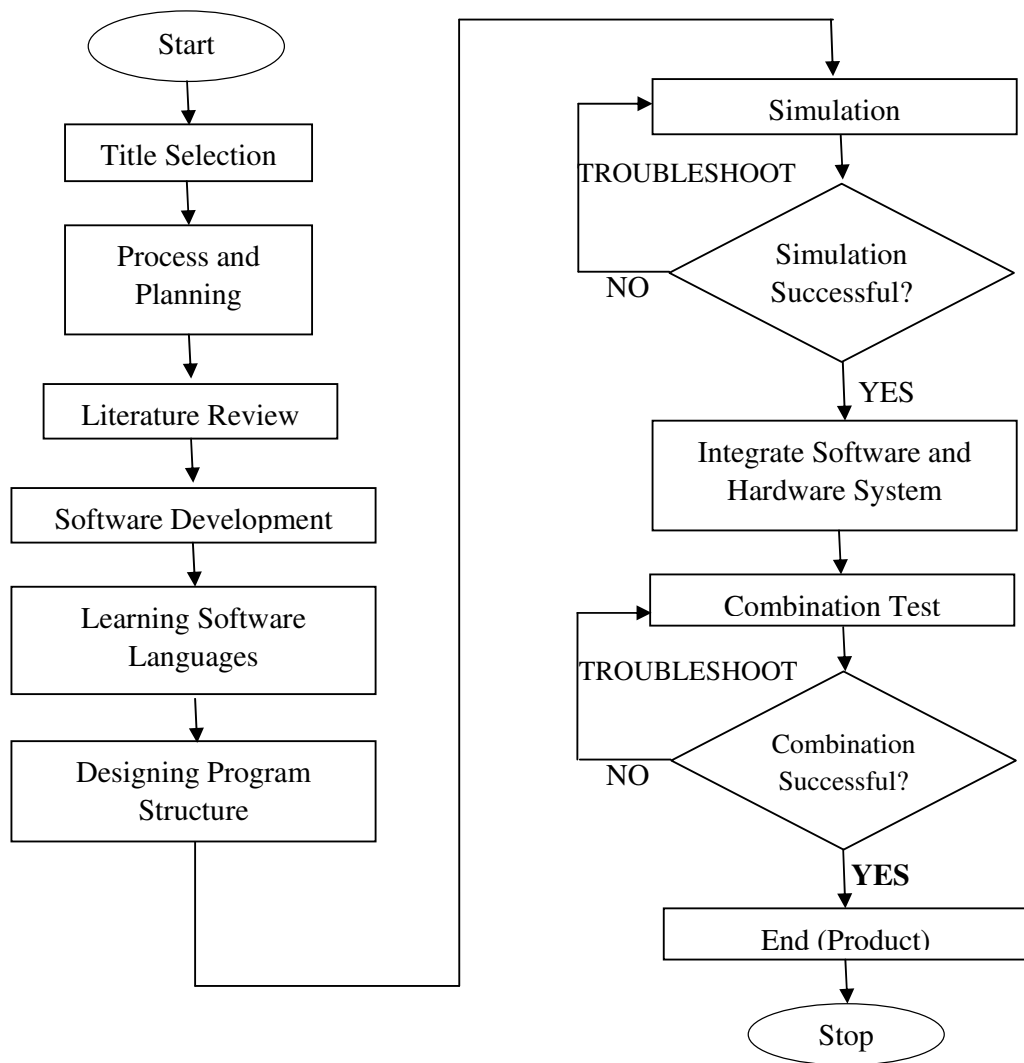 Start
Title Selection
Process and
Planning
Literature Review
Software Development
Learning Software
Languages
Designing Program
Structure
Simulation
TROUBLESHOOT
Simulation
Successful?
NO
YES
Integrate Software and
Hardware System
Combination Test
TROUBLESHOOT
Combination
Successful?
NO
YES
End (Product)
Stop